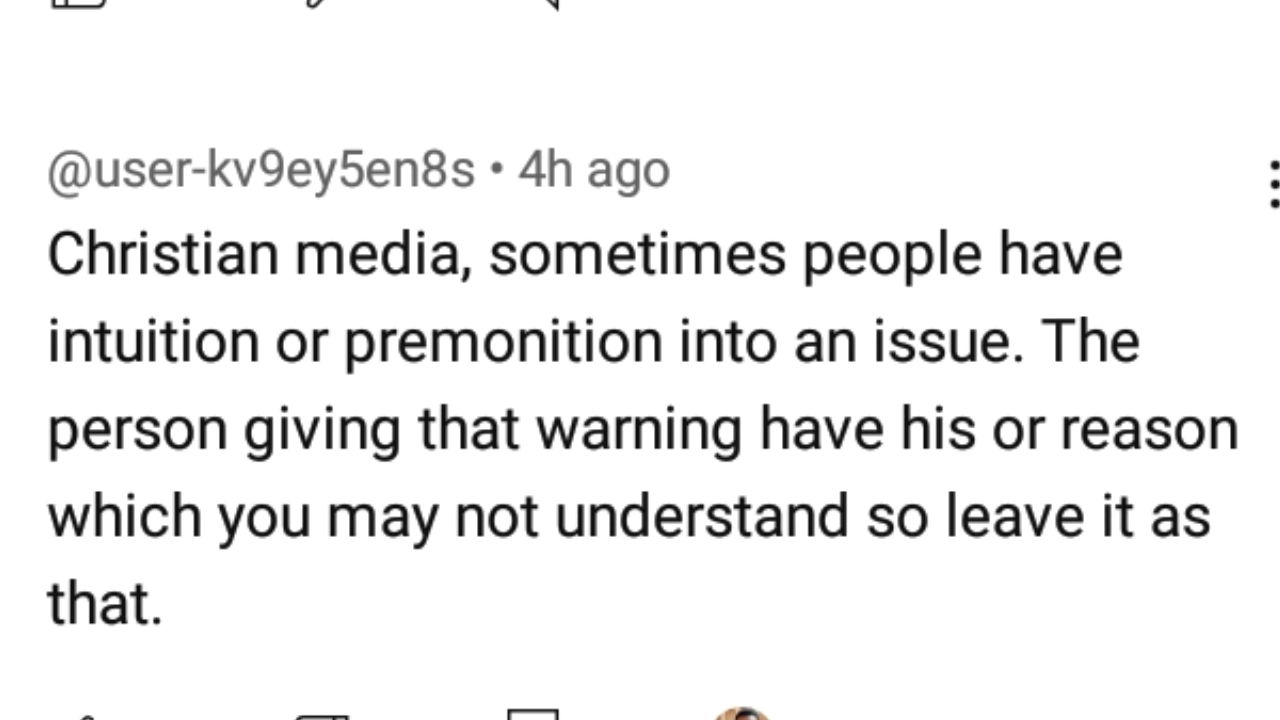 @user-kv9ey5en8s • 4h ago
Christian media, sometimes people have
intuition or premonition into an issue. The
person giving that warning have his or reason
which you may not understand so leave it as
that.